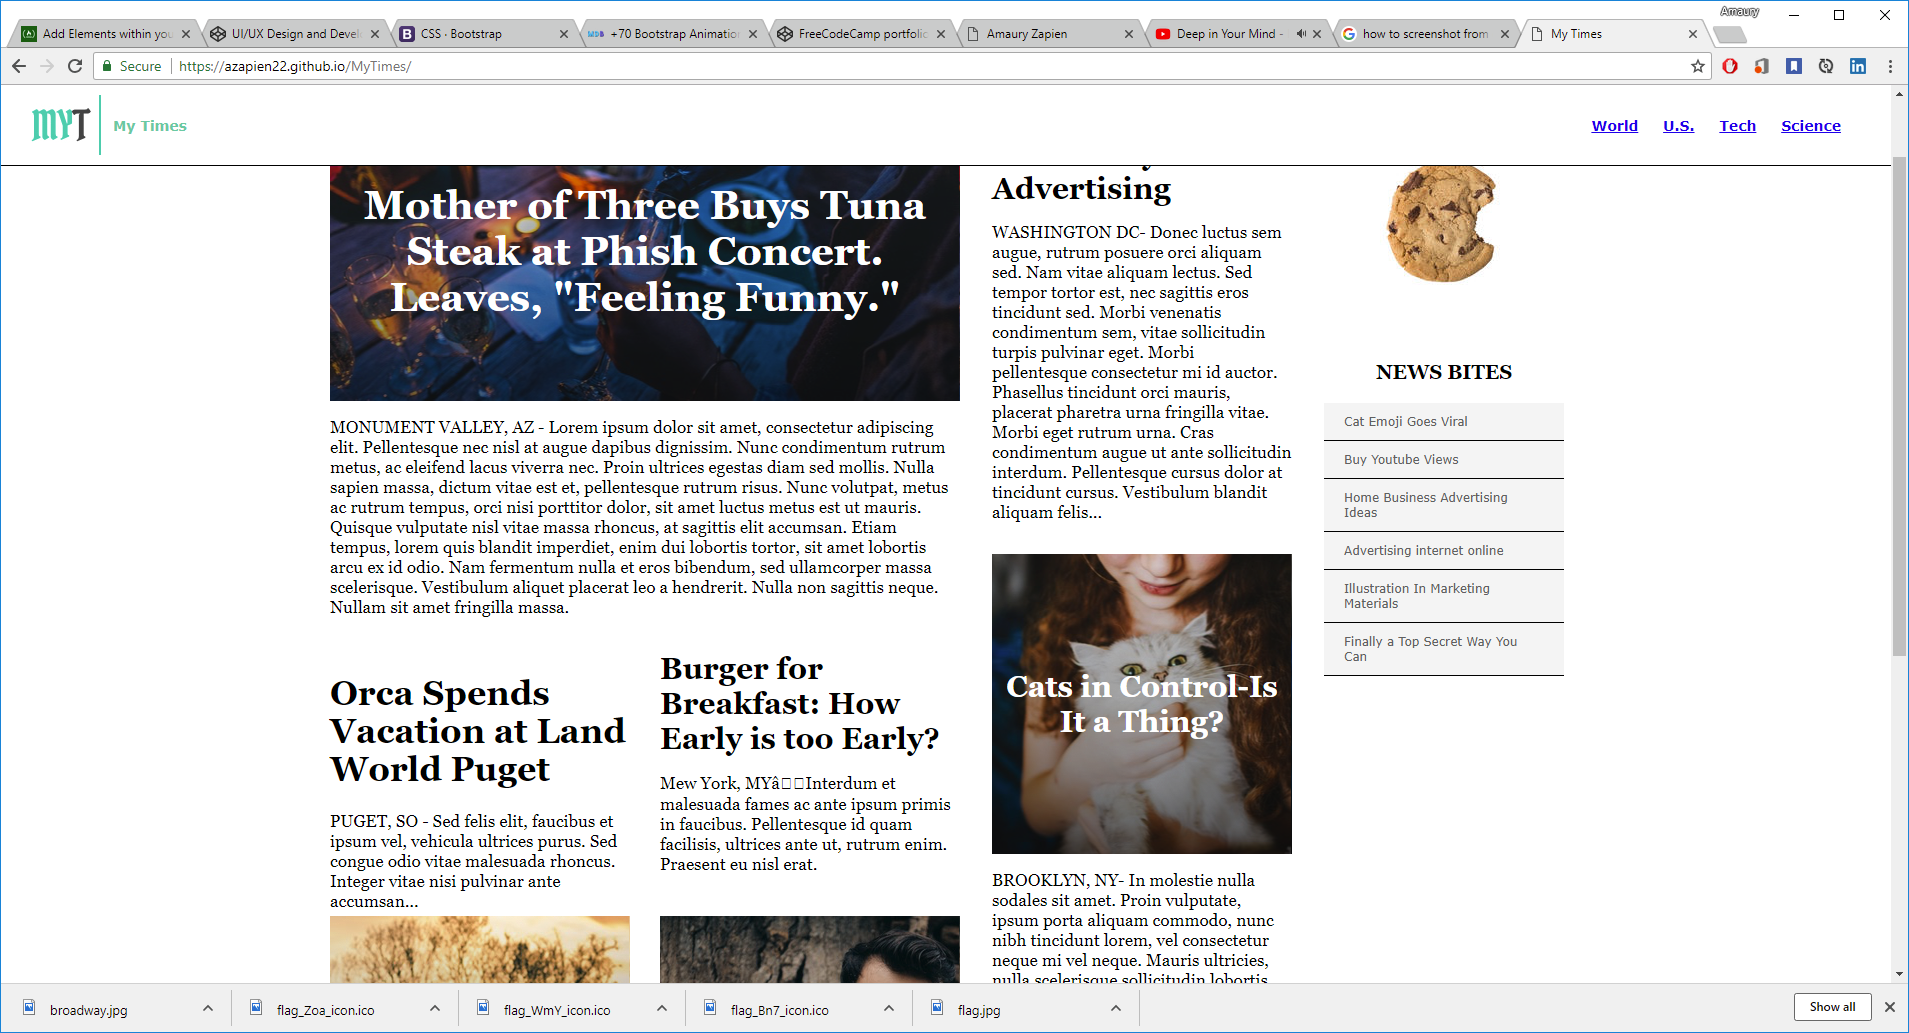 Amaury
Add Elements within you
UI/UX Design and Devel
CSS · Bootstrap
+70 Bootstrap Animation
FreeCodeCamp portfolio
Amaury Zapien
Deep in Your Mind -
how to screenshot from
My Times
Secure
https://azapien22.github.io/MyTimes/
MYT
My Times
World
U.S.
Tech
Science
Mother of Three Buys Tuna
Steak at Phish Concert.
Leaves, "Feeling Funny."
MONUMENT VALLEY, AZ - Lorem ipsum dolor sit amet, consectetur adipiscing
elit. Pellentesque nec nisl at augue dapibus dignissim. Nunc condimentum rutrum
metus, ac eleifend lacus viverra nec. Proin ultrices egestas diam sed mollis. Nulla
sapien massa, dictum vitae est et, pellentesque rutrum risus. Nunc volutpat, metus
ac rutrum tempus, orci nisi porttitor dolor, sit amet luctus metus est ut mauris.
Quisque vulputate nisl vitae massa rhoncus, at sagittis elit accumsan. Etiam
tempus, lorem quis blandit imperdiet, enim dui lobortis tortor, sit amet lobortis
arcu ex id odio. Nam fermentum nulla et eros bibendum, sed ullamcorper massa
scelerisque. Vestibulum aliquet placerat leo a hendrerit. Nulla non sagittis neque.
Nullam sit amet fringilla massa.
Orca Spends
Vacation at Land
World Puget
PUGET, SO - Sed felis elit, faucibus et
ipsum vel, vehicula ultrices purus. Sed
congue odio vitae malesuada rhoncus.
Integer vitae nisi pulvinar ante
accumsan...
Burger for
Breakfast: How
Early is too Early?
Mew York, MYâ□□Interdum et
malesuada fames ac ante ipsum primis
in faucibus. Pellentesque id quam
facilisis, ultrices ante ut, rutrum enim.
Praesent eu nisl erat.
Advertising
WASHINGTON DC- Donec luctus sem
augue, rutrum posuere orci aliquam
sed. Nam vitae aliquam lectus. Sed
tempor tortor est, nec sagittis eros
tincidunt sed. Morbi venenatis
condimentum sem, vitae sollicitudin
turpis pulvinar eget. Morbi
pellentesque consectetur mi id auctor.
Phasellus tincidunt orci mauris,
placerat pharetra urna fringilla vitae.
Morbi eget rutrum urna. Cras
condimentum augue ut ante sollicitudin
interdum. Pellentesque cursus dolor at
tincidunt cursus. Vestibulum blandit
aliquam felis...
Cats in Control-Is
It a Thing?
BROOKLYN, NY- In molestie nulla
sodales sit amet. Proin vulputate,
ipsum porta aliquam commodo, nunc
nibh tincidunt lorem, vel consectetur
neque mi vel neque. Mauris ultricies,
nulla scelerisque sollicitudin lobortis
NEWS BITES
Cat Emoji Goes Viral
Buy Youtube Views
Home Business Advertising
Ideas
Advertising internet online
Illustration In Marketing
Materials
Finally a Top Secret Way You
Can
broadway.jpg
flag_Zoa_icon.ico
flag_WmY_icon.ico
flag_Bn7_icon.ico
flag.jpg
Show all